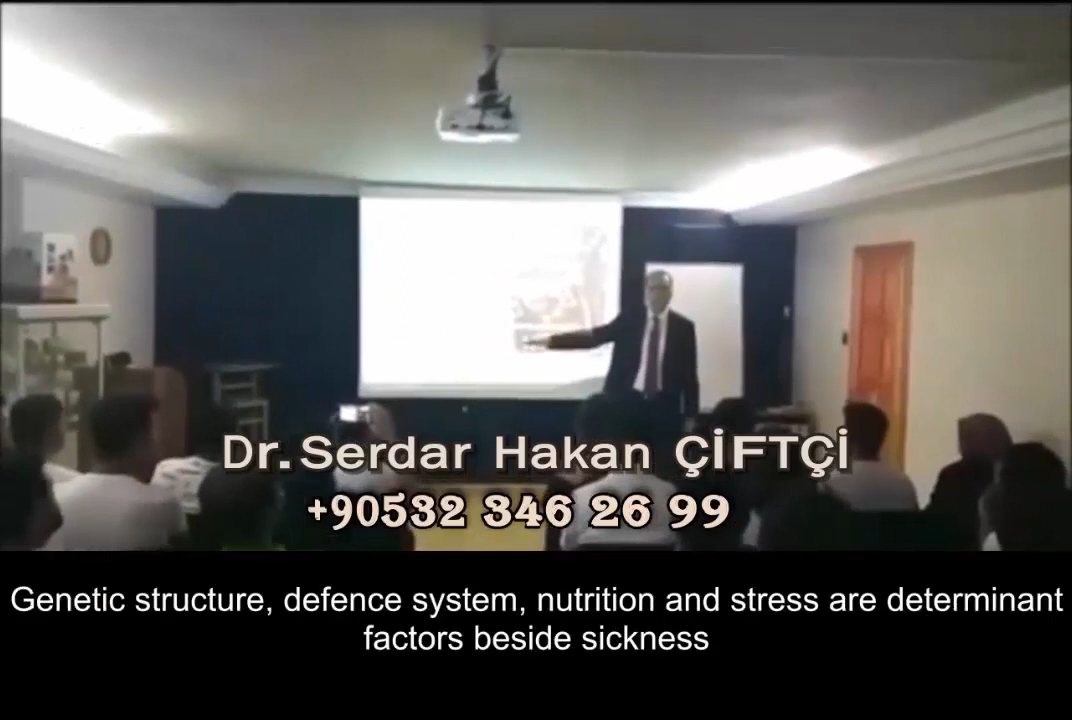 Dr. Serdar Hakan ÇİFTÇİ
+90532 346 26 99
Genetic structure, defence system, nutrition and stress are determinant
factors beside sickness